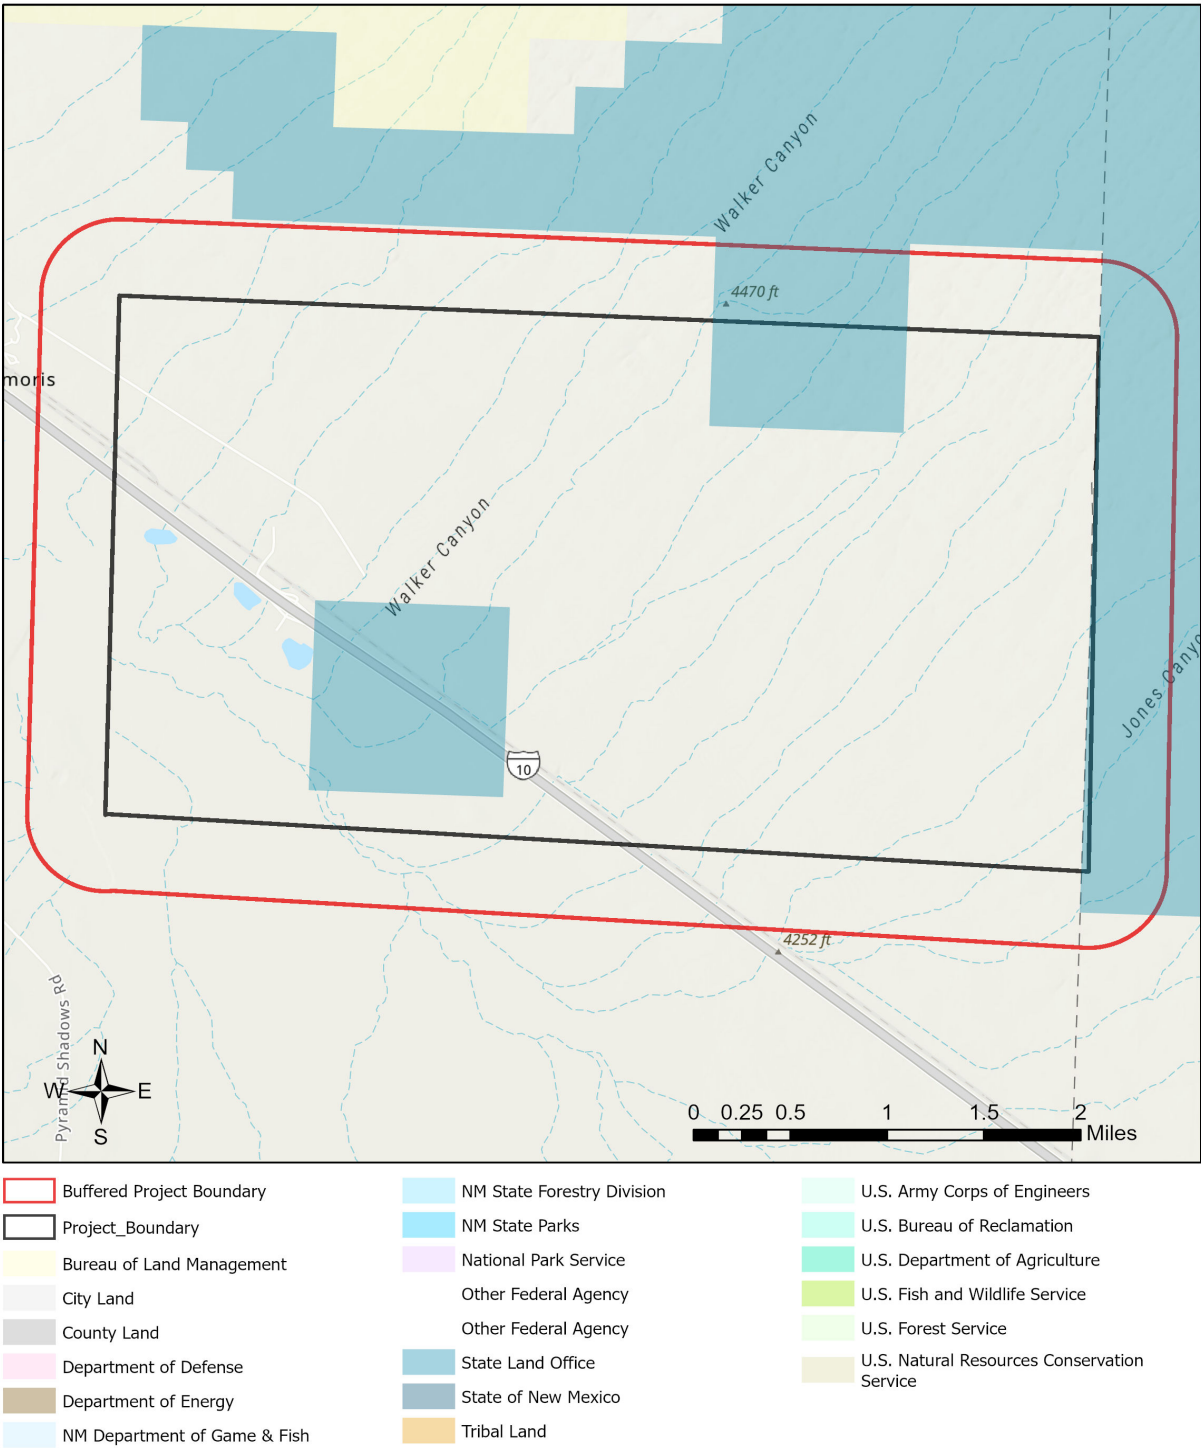 Walker Canyon
4470 ft
moris
Walker Canyon
Jones Canyo
10
4252 ft
Pyramid Shadows Rd
N
W E
S
0 0.25 0.5 1 1.5 2
Miles
Buffered Project Boundary
Project_Boundary
Bureau of Land Management
City Land
County Land
Department of Defense
Department of Energy
NM Department of Game & Fish
NM State Forestry Division
NM State Parks
National Park Service
Other Federal Agency
Other Federal Agency
State Land Office
State of New Mexico
Tribal Land
U.S. Army Corps of Engineers
U.S. Bureau of Reclamation
U.S. Department of Agriculture
U.S. Fish and Wildlife Service
U.S. Forest Service
U.S. Natural Resources Conservation
Service